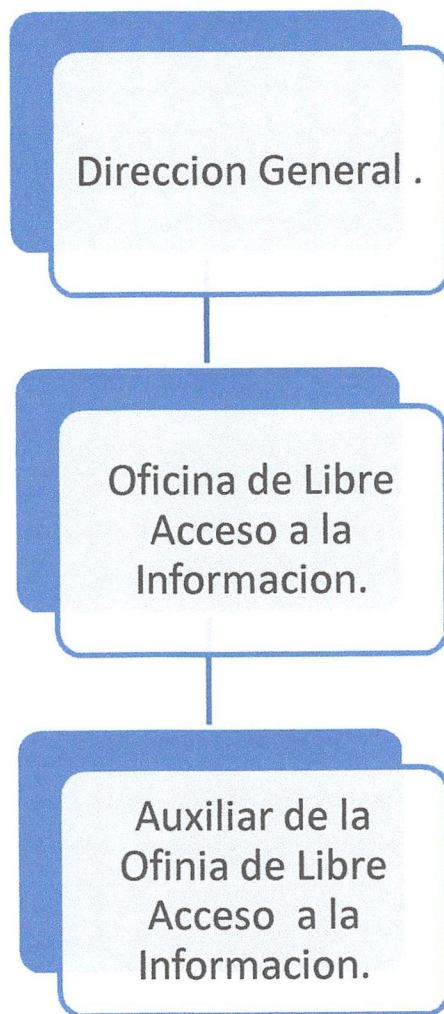 Direccion General .
Oficina de Libre
Acceso a la
Informacion.
Auxiliar de la
Ofinia de Libre
Acceso  a la
Informacion.